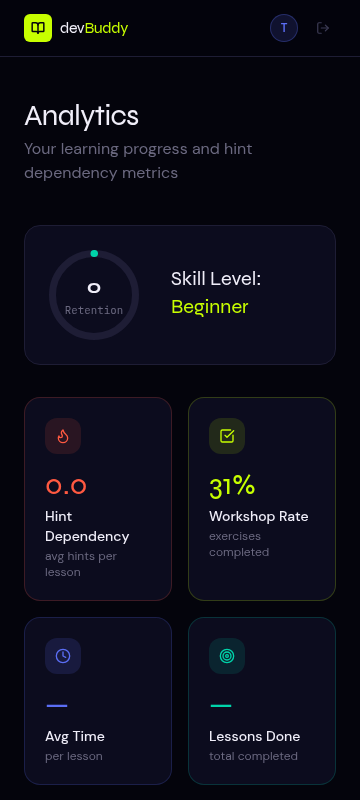 devBuddy
T
Analytics
Your learning progress and hint
dependency metrics
0
Retention
Skill Level:
Beginner
0.0
Hint
Dependency
avg hints per
lesson
31%
Workshop Rate
exercises
completed
—
Avg Time
per lesson
—
Lessons Done
total completed